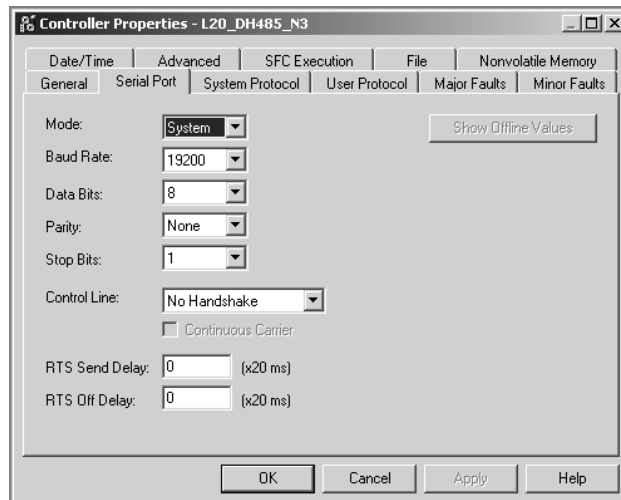 Controller Properties - L20_DH485_N3
Date/Time Advanced SFC Execution File Nonvolatile Memory
General Serial Port System Protocol User Protocol Major Faults Minor Faults
Mode: System Show Offline Values
Baud Rate: 19200
Data Bits: 8
Parity: None
Stop Bits: 1
Control Line: No Handshake
Continuous Carrier
RTS Send Delay: 0 (x20 ms)
RTS Off Delay: 0 (x20 ms)
OK Cancel Apply Help